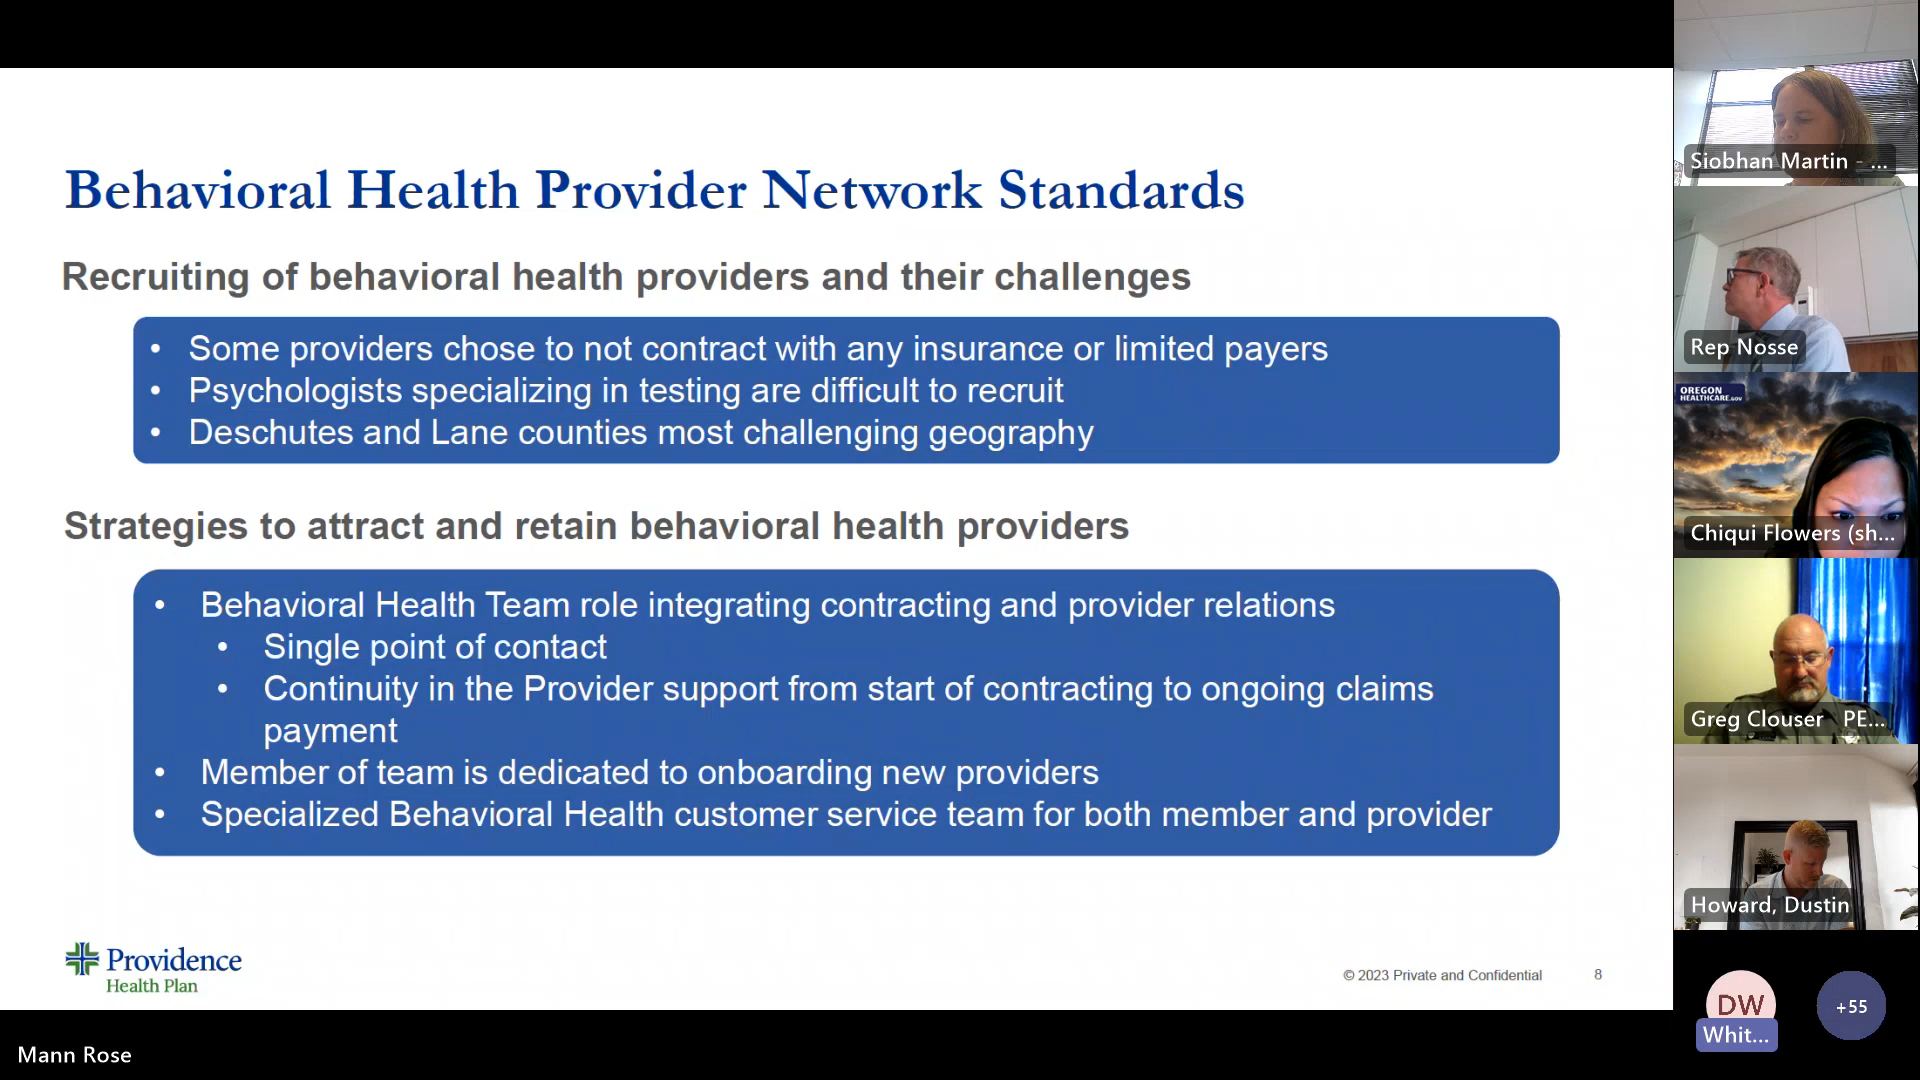 Behavioral Health Provider Network Standards
Recruiting of behavioral health providers and their challenges
• Some providers chose to not contract with any insurance or limited payers
• Psychologists specializing in testing are difficult to recruit
• Deschutes and Lane counties most challenging geography
Strategies to attract and retain behavioral health providers
• Behavioral Health Team role integrating contracting and provider relations
• Single point of contact
• Continuity in the Provider support from start of contracting to ongoing claims
payment
• Member of team is dedicated to onboarding new providers
• Specialized Behavioral Health customer service team for both member and provider
Providence
Health Plan
© 2023 Private and Confidential
8
Mann Rose
Siobhan Martin - ...
Rep Nosse
OREGON
HEALTHCARE.gov
Chiqui Flowers (sh...
Greg Clouser PE...
Howard, Dustin
DW
Whit...
+55